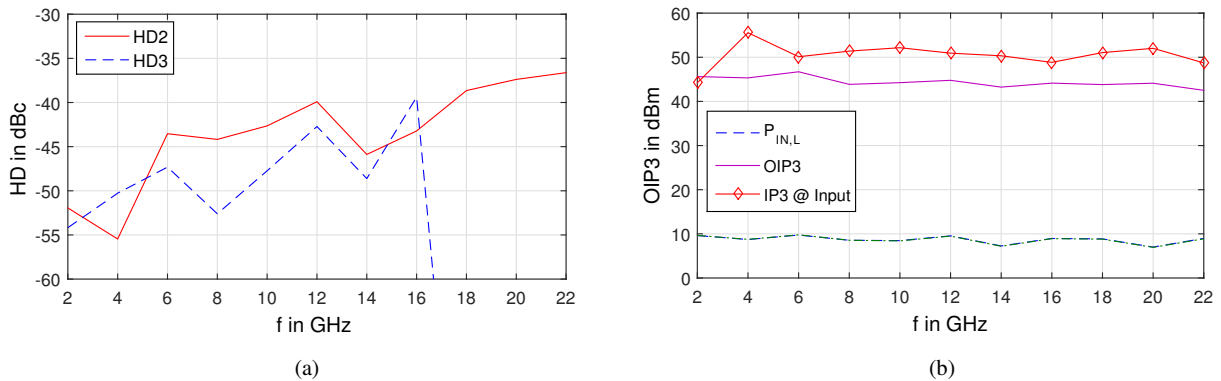 -30
-35
-40
-45
-50
-55
-60
HD in dBc
HD2
HD3
2 4 6 8 10 12 14 16 18 20 22
f in GHz
(a)
60
50
40
30
20
10
0
OIP3 in dBm
P_IN,L
OIP3
IP3 @ Input
2 4 6 8 10 12 14 16 18 20 22
f in GHz
(b)